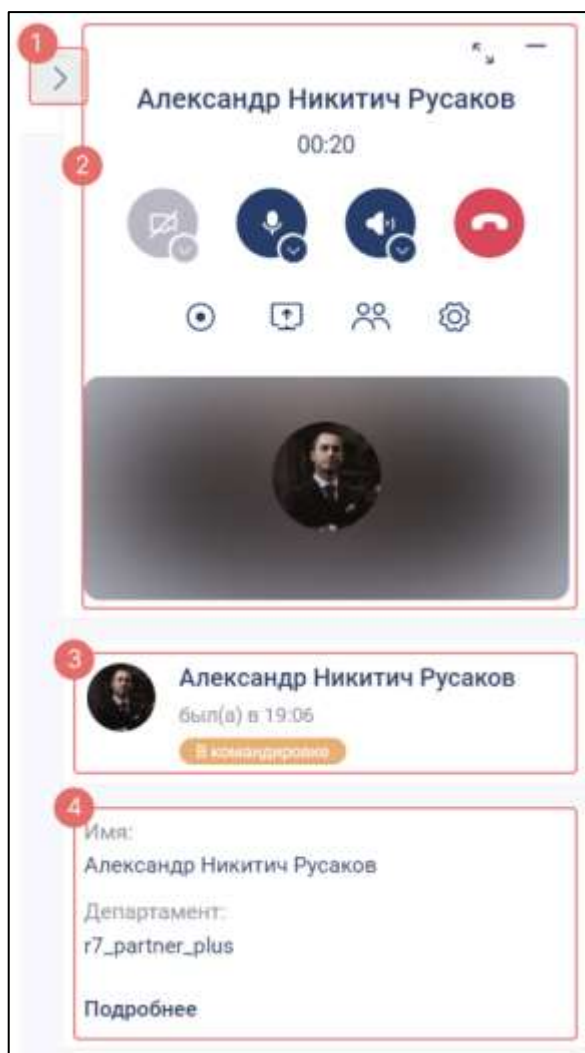 1
Александр Никитич Русаков
00:20
2
3
Александр Никитич Русаков
был(а) в 19:06
В командировке
4
Имя:
Александр Никитич Русаков
Департамент:
r7_partner_plus
Подробнее